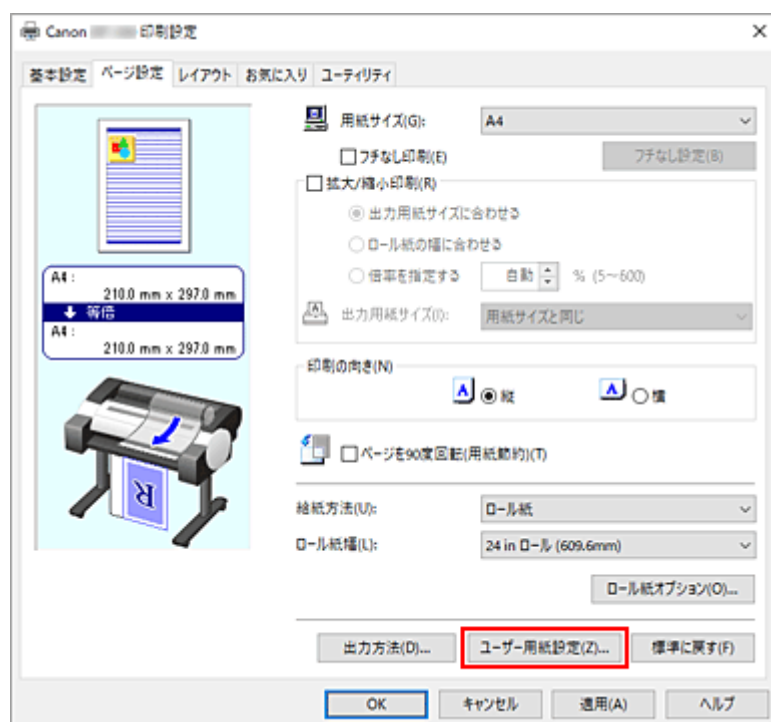 Canon 印刷設定
基本設定 ページ設定 レイアウト お気に入り ユーティリティ
用紙サイズ(G): A4
フチなし印刷(E) フチなし設定(B)
拡大/縮小印刷(R)
出力用紙サイズに合わせる
ロール紙の幅に合わせる
倍率を指定する 自動 % (5～600)
出力用紙サイズ(I): 用紙サイズと同じ
A4 :
210.0 mm x 297.0 mm
等倍
A4 :
210.0 mm x 297.0 mm
印刷の向き(N)
A 縦 A 横
ページを90度回転(用紙節約)(T)
R
給紙方法(U): ロール紙
ロール紙幅(L): 24 in ロール (609.6mm)
ロール紙オプション(O)...
出力方法(D)... ユーザー用紙設定(Z)... 標準に戻す(F)
OK キャンセル 適用(A) ヘルプ